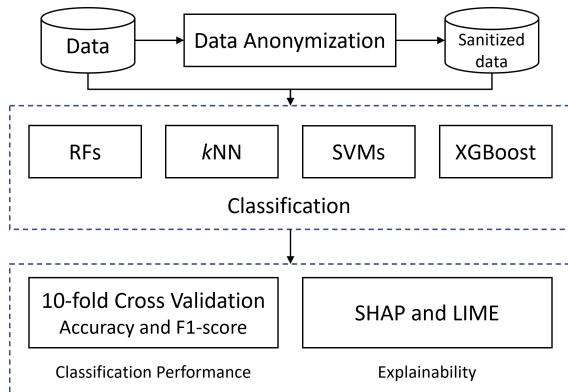 Data
Data Anonymization
Sanitized
data
RFs
kNN
SVMs
XGBoost
Classification
10-fold Cross Validation
Accuracy and F1-score
SHAP and LIME
Classification Performance
Explainability